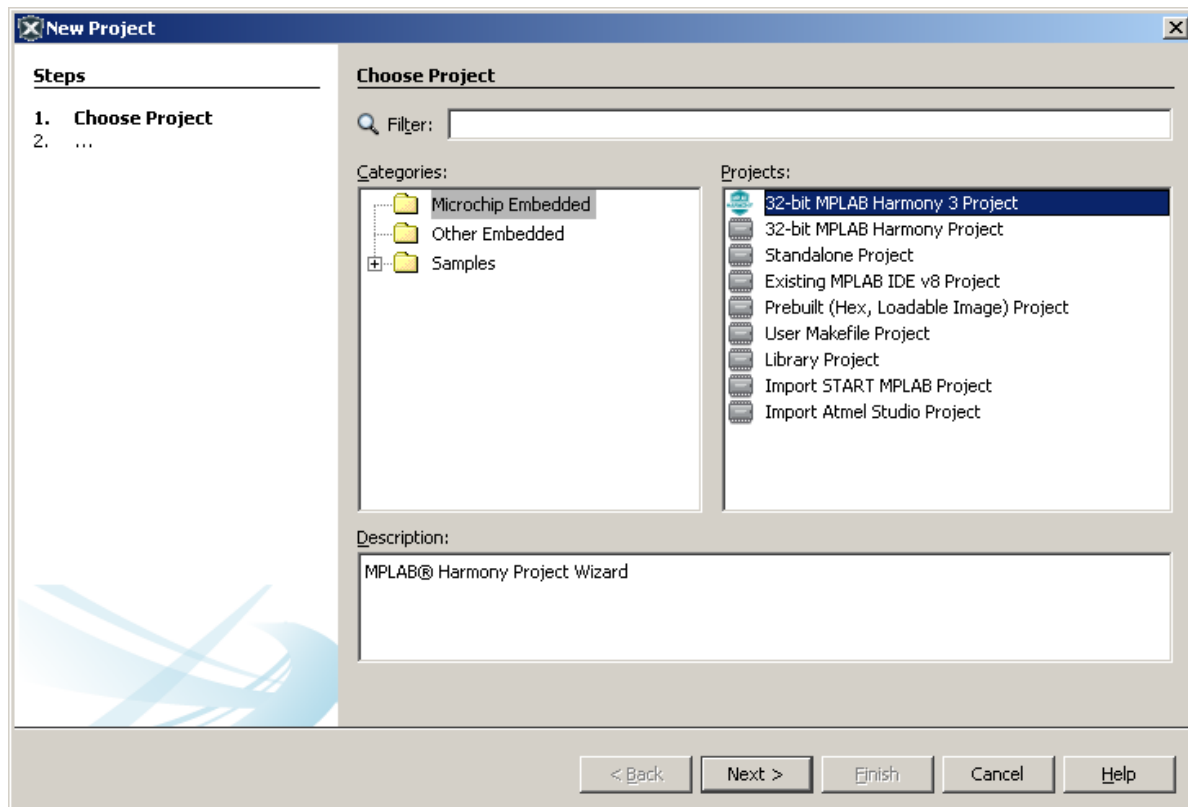 New Project
Steps
1. Choose Project
2. ...
Choose Project
Filter:
Categories:
Microchip Embedded
Other Embedded
Samples
Projects:
32-bit MPLAB Harmony 3 Project
32-bit MPLAB Harmony Project
Standalone Project
Existing MPLAB IDE v8 Project
Prebuilt (Hex, Loadable Image) Project
User Makefile Project
Library Project
Import START MPLAB Project
Import Atmel Studio Project
Description:
MPLAB® Harmony Project Wizard
< Back Next > Finish Cancel Help